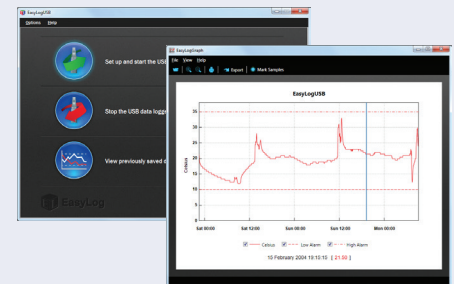 EasyLogUSB
Options Help
Set up and start the USB
Stop the USB data logge
View previously saved d
EasyLog
EasyLogGraph
File View Help
Export Mark Samples
EasyLogUSB
Celsius
35
30
25
20
15
10
5
0
Sat 00:00 Sat 12:00 Sun 00:00 Sun 12:00 Mon 00:00
Celsius Low Alarm High Alarm
15 February 2004 19:16:15 [ 21.50 ]